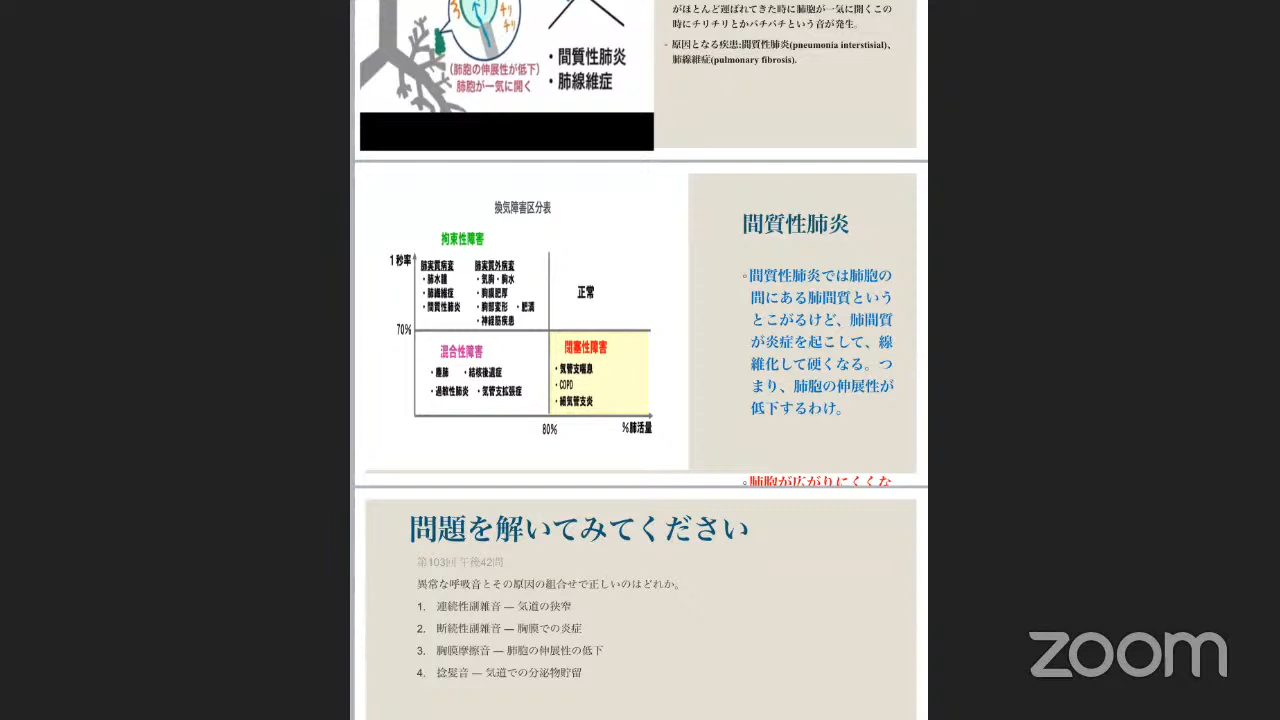 チリ
チリ
(肺胞の伸展性が低下)
肺胞が一気に開く
・間質性肺炎
・肺線維症
がほとんど運ばれてきた時に肺胞が一気に開くこの
時にチリチリとかバチバチという音が発生。
原因となる疾患:間質性肺炎(pneumonia interstisial)、
肺線維症(pulmonary fibrosis).
換気障害区分表
拘束性障害
1秒率
肺実質病変
・肺水腫
・肺繊維症
・間質性肺炎
肺実質外病変
・気胸・胸水
・胸膜肥厚
・胸郭変形 ・肥満
・神経筋疾患
正常
70%
混合性障害
・塵肺 ・結核後遺症
・過敏性肺炎 ・気管支拡張症
閉塞性障害
・気管支喘息
・COPD
・細気管支炎
80%
%肺活量
間質性肺炎
◦間質性肺炎では肺胞の
間にある肺間質という
とこがるけど、肺間質
が炎症を起こして、線
維化して硬くなる。つ
まり、肺胞の伸展性が
低下するわけ。
◦肺胞が広がりにくくな
問題を解いてみてください
第103回 午後42問
異常な呼吸音とその原因の組合せで正しいのはどれか。
1. 連続性副雑音 — 気道の狭窄
2. 断続性副雑音 — 胸膜での炎症
3. 胸膜摩擦音 — 肺胞の伸展性の低下
4. 捻髪音 — 気道での分泌物貯留
zoom